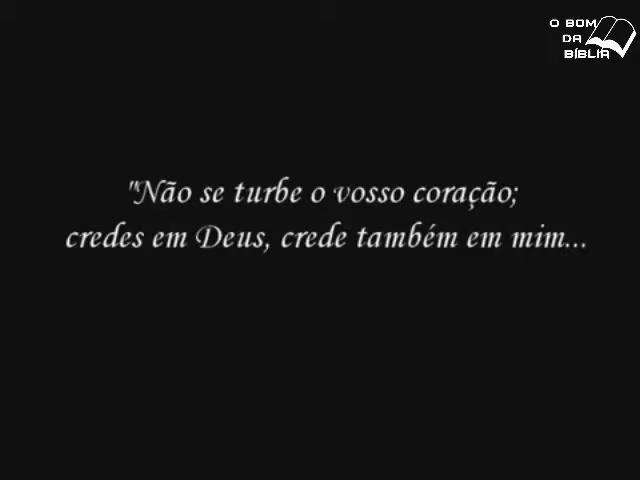 O BOM
DA
BÍBLIA
"Não se turbe o vosso coração;
credes em Deus, crede também em mim...